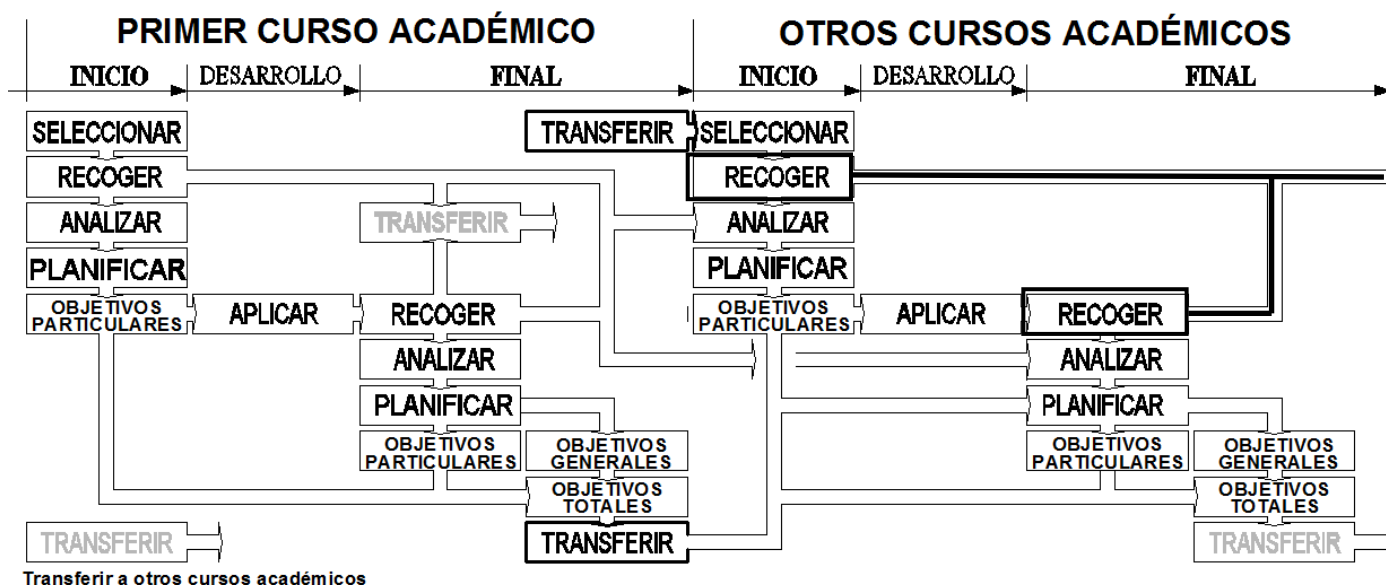 PRIMER CURSO ACADÉMICO
OTROS CURSOS ACADÉMICOS
INICIO DESARROLLO FINAL INICIO DESARROLLO FINAL
SELECCIONAR TRANSFERIR SELECCIONAR
RECOGER RECOGER
ANALIZAR TRANSFERIR ANALIZAR
PLANIFICAR PLANIFICAR
OBJETIVOS
PARTICULARES
APLICAR
RECOGER
OBJETIVOS
PARTICULARES
APLICAR
RECOGER
ANALIZAR ANALIZAR
PLANIFICAR PLANIFICAR
OBJETIVOS
PARTICULARES
OBJETIVOS
GENERALES
OBJETIVOS
PARTICULARES
OBJETIVOS
GENERALES
OBJETIVOS
TOTALES
OBJETIVOS
TOTALES
TRANSFERIR TRANSFERIR TRANSFERIR
Transferir a otros cursos académicos